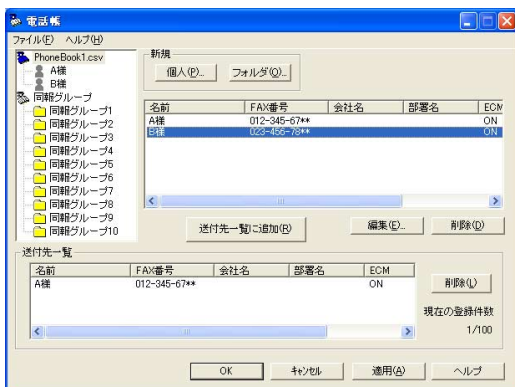 電話帳
ファイル(F) ヘルプ(H)
PhoneBook1.csv
A様
B様
同報グループ
同報グループ1
同報グループ2
同報グループ3
同報グループ4
同報グループ5
同報グループ6
同報グループ7
同報グループ8
同報グループ9
同報グループ10
新規
個人(P)... フォルダ(O)...
名前 FAX番号 会社名 部署名 ECM
A様 012-345-67** ON
B様 023-456-78** ON
送付先一覧に追加(R) 編集(E)... 削除(D)
送付先一覧
名前 FAX番号 会社名 部署名 ECM
A様 012-345-67** ON
削除(L)
現在の登録件数
1/100
OK キャンセル 適用(A) ヘルプ